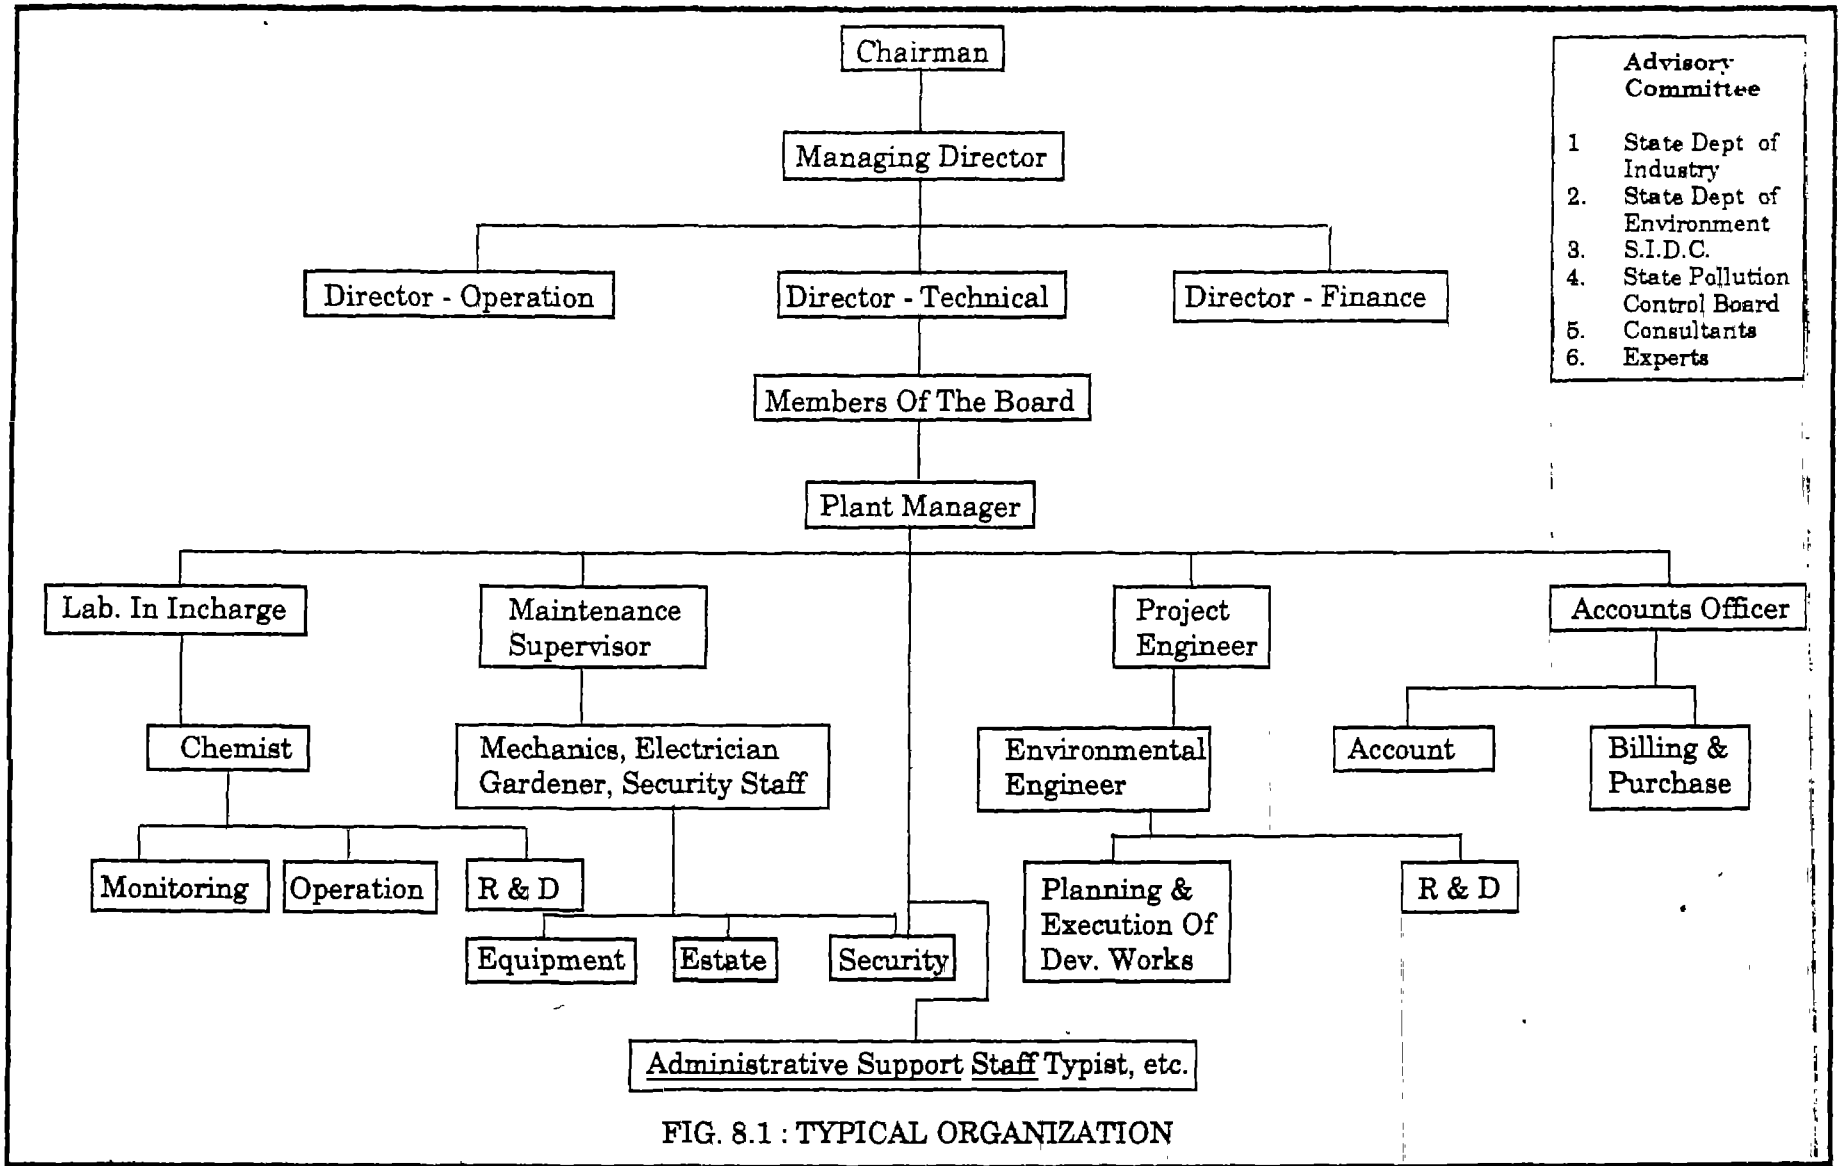 Chairman
Advisory
Committee
1 State Dept of
Industry
2. State Dept of
Environment
3. S.I.D.C.
4. State Pollution
Control Board
5. Consultants
6. Experts
Managing Director
Director - Operation
Director - Technical
Director - Finance
Members Of The Board
Plant Manager
Lab. In Incharge
Maintenance
Supervisor
Project
Engineer
Accounts Officer
Chemist
Mechanics, Electrician
Gardener, Security Staff
Environmental
Engineer
Account
Billing &
Purchase
Monitoring
Operation
R & D
Equipment
Estate
Security
Planning &
Execution Of
Dev. Works
R & D
Administrative Support Staff Typist, etc.
FIG. 8.1 : TYPICAL ORGANIZATION